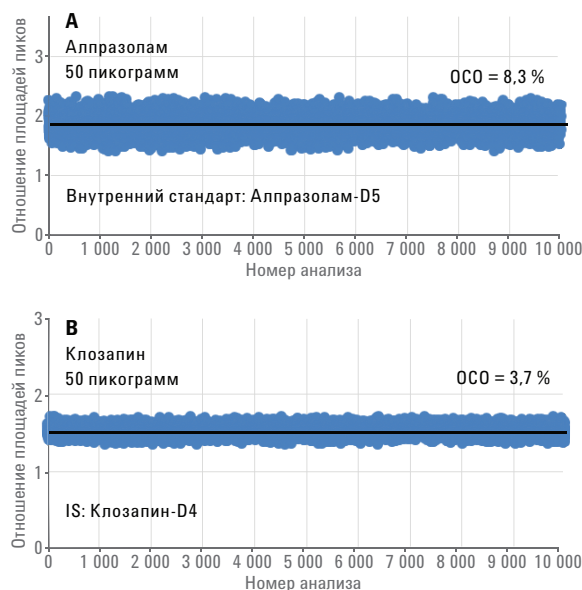 A
Алпразолам
50 пикограмм
ОСО = 8,3 %
Отношение площадей пиков
3
2
1
0
Внутренний стандарт: Алпразолам-D5
0 1 000 2 000 3 000 4 000 5 000 6 000 7 000 8 000 9 000 10 000
Номер анализа
B
Клозапин
50 пикограмм
ОСО = 3,7 %
Отношение площадей пиков
3
2
1
0
IS: Клозапин-D4
0 1 000 2 000 3 000 4 000 5 000 6 000 7 000 8 000 9 000 10 000
Номер анализа